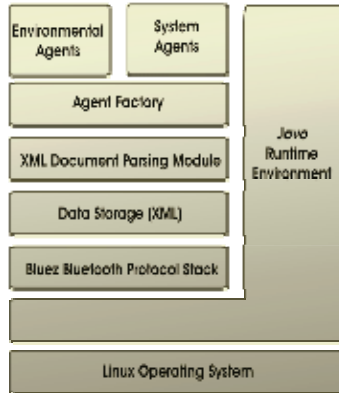 Environmental
Agents
System
Agents
Agent Factory
Java
Runtime
Environment
XML Document Parsing Module
Data Storage (XML)
Bluez Bluetooth Protocol Stack
Linux Operating System